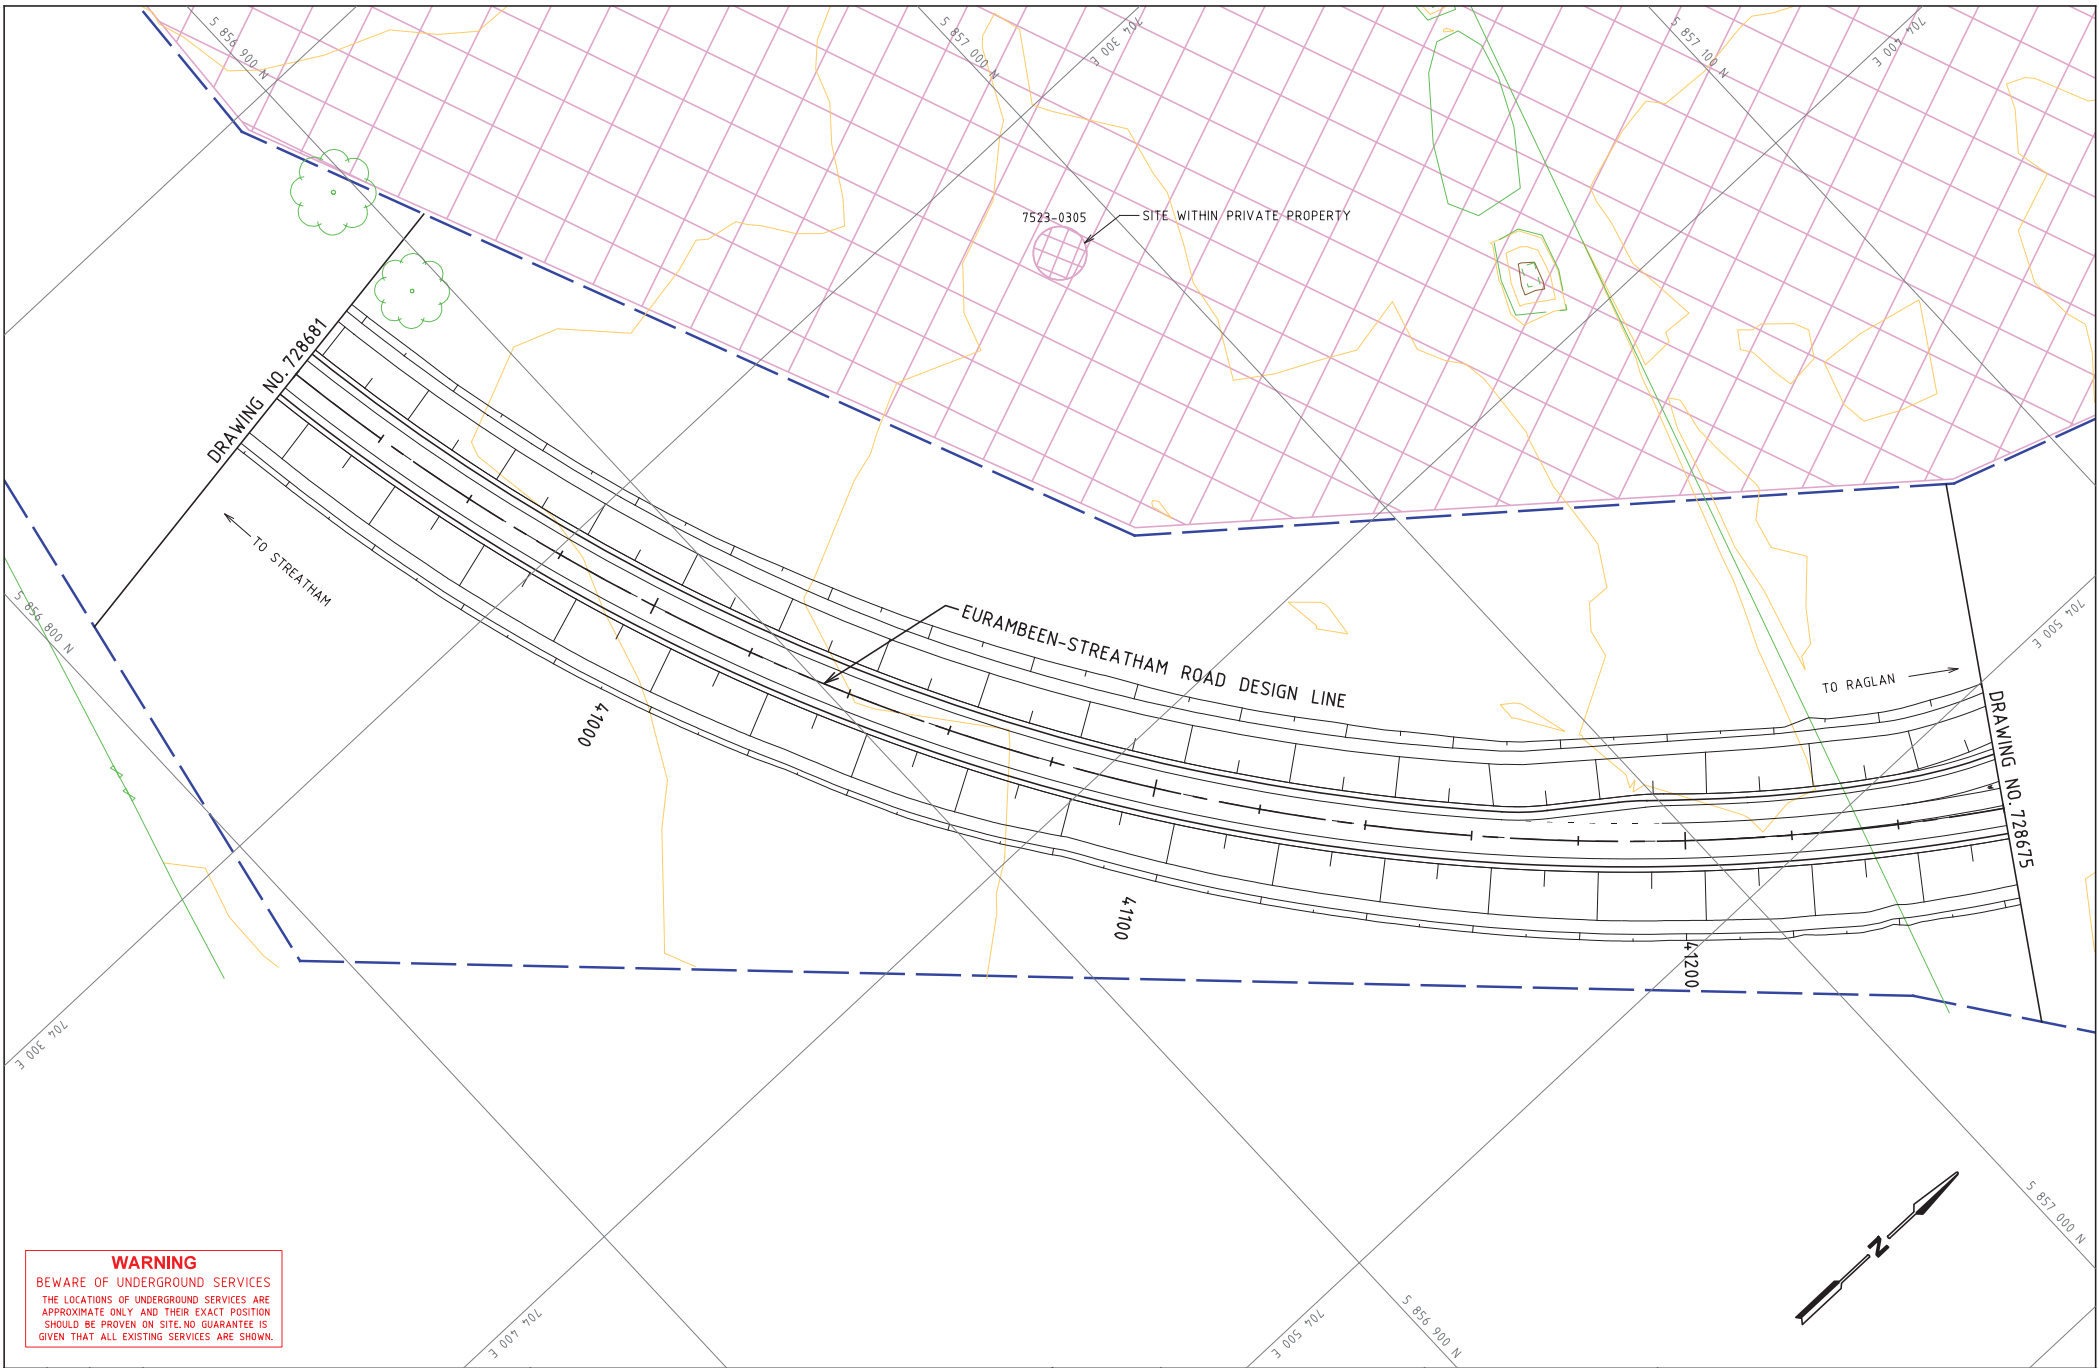 5 856 900 N
5 857 000 N
704 300 E
5 857 100 N
704 400 E
7523-0305
SITE WITHIN PRIVATE PROPERTY
DRAWING NO. 728681
TO STREATHAM
5 856 800 N
EURAMBEEN-STREATHAM ROAD DESIGN LINE
704 500 E
TO RAGLAN
DRAWING NO. 728675
41000
41100
41200
704 300 E
N
5 857 000 N
WARNING
BEWARE OF UNDERGROUND SERVICES
THE LOCATIONS OF UNDERGROUND SERVICES ARE
APPROXIMATE ONLY AND THEIR EXACT POSITION
SHOULD BE PROVEN ON SITE. NO GUARANTEE IS
GIVEN THAT ALL EXISTING SERVICES ARE SHOWN.
704 400 E
704 500 E
5 856 900 N